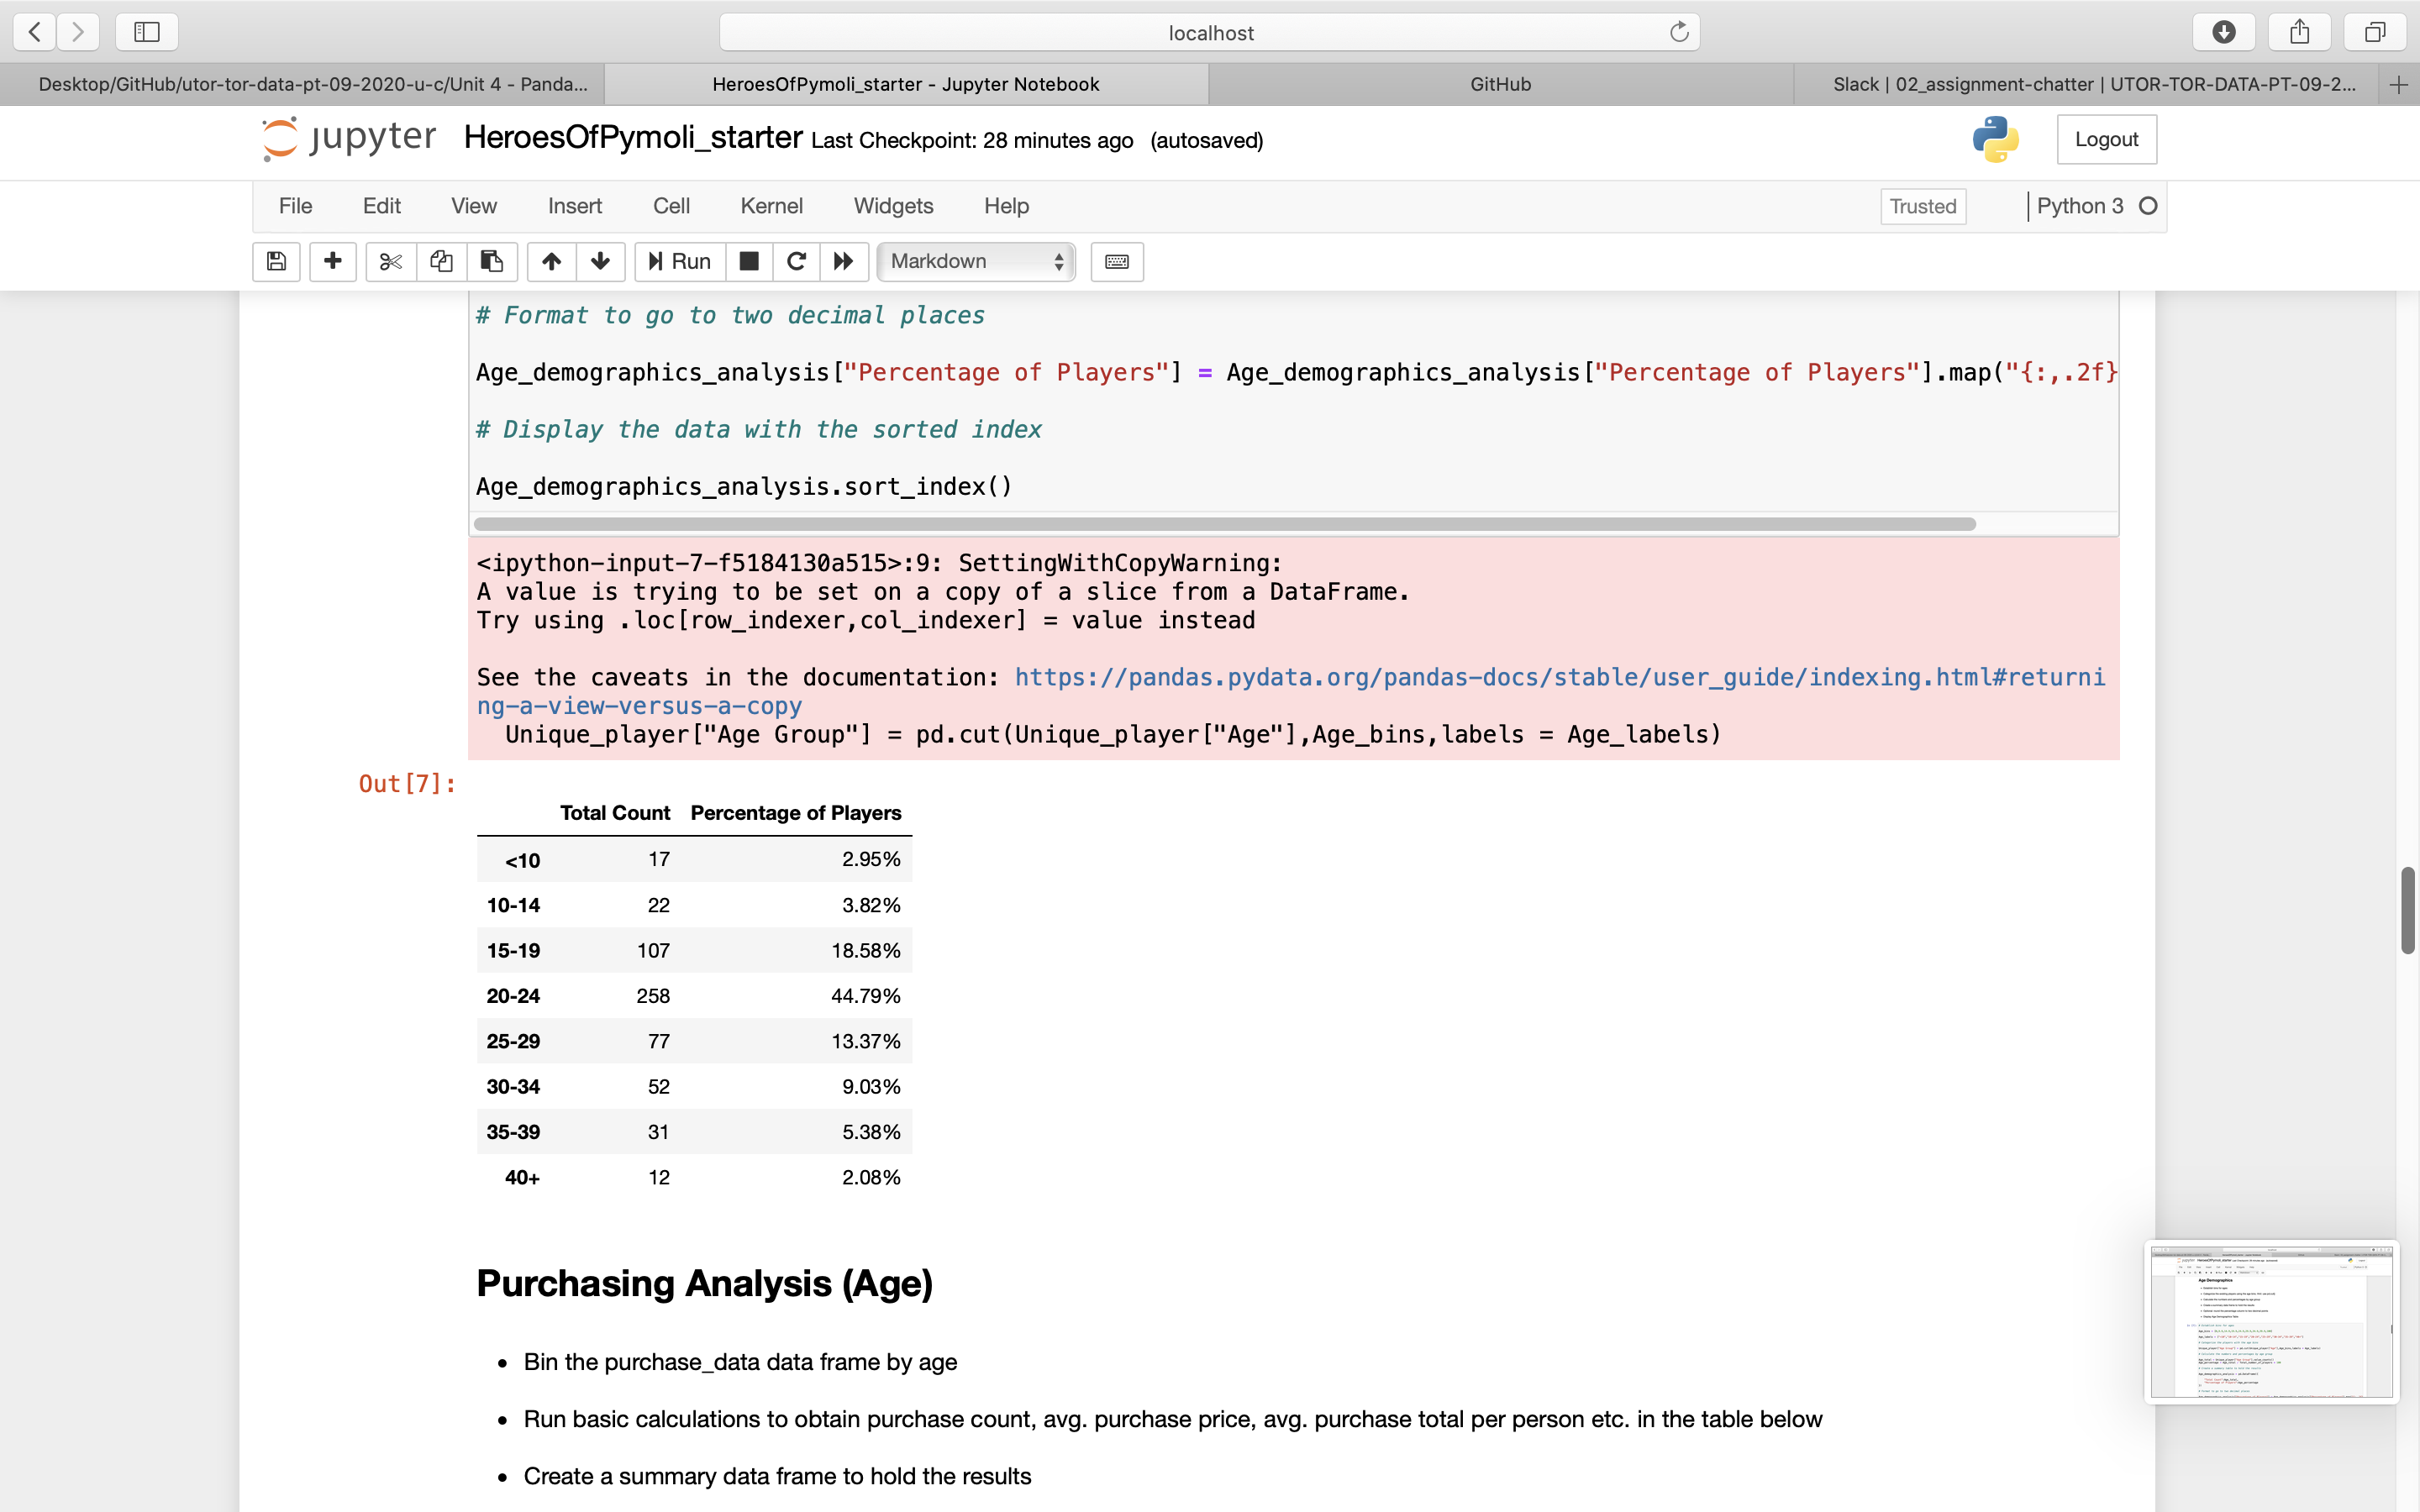 localhost
Desktop/GitHub/utor-tor-data-pt-09-2020-u-c/Unit 4 - Panda...
HeroesOfPymoli_starter - Jupyter Notebook
GitHub
Slack | 02_assignment-chatter | UTOR-TOR-DATA-PT-09-2...
jupyter HeroesOfPymoli_starter Last Checkpoint: 28 minutes ago (autosaved)
Logout
File Edit View Insert Cell Kernel Widgets Help
Trusted
Python 3
Run
Markdown
# Format to go to two decimal places
Age_demographics_analysis["Percentage of Players"] = Age_demographics_analysis["Percentage of Players"].map("{:,.2f}
# Display the data with the sorted index
Age_demographics_analysis.sort_index()
<ipython-input-7-f5184130a515>:9: SettingWithCopyWarning:
A value is trying to be set on a copy of a slice from a DataFrame.
Try using .loc[row_indexer,col_indexer] = value instead
See the caveats in the documentation: https://pandas.pydata.org/pandas-docs/stable/user_guide/indexing.html#returni
ng-a-view-versus-a-copy
Unique_player["Age Group"] = pd.cut(Unique_player["Age"],Age_bins,labels = Age_labels)
Out[7]:
Total Count Percentage of Players
<10 17 2.95%
10-14 22 3.82%
15-19 107 18.58%
20-24 258 44.79%
25-29 77 13.37%
30-34 52 9.03%
35-39 31 5.38%
40+ 12 2.08%
Purchasing Analysis (Age)
• Bin the purchase_data data frame by age
• Run basic calculations to obtain purchase count, avg. purchase price, avg. purchase total per person etc. in the table below
• Create a summary data frame to hold the results
Age Demographics